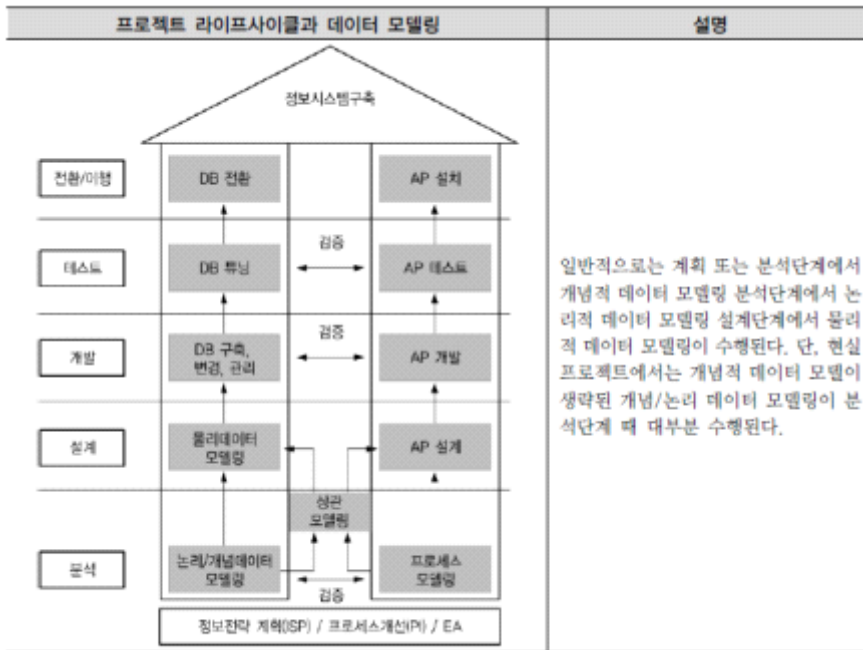 프로젝트 라이프사이클과 데이터 모델링
설명
정보시스템구축
전환/이행
DB 전환
AP 설치
테스트
DB 튜닝
검증
AP 테스트
개발
DB 구축,
변경, 관리
검증
AP 개발
설계
물리데이터
모델링
AP 설계
상관
모델링
분석
논리/개념데이터
모델링
검증
프로세스
모델링
정보전략 계획(ISP) / 프로세스개선(PI) / EA
일반적으로는 계획 또는 분석단계에서
개념적 데이터 모델링 분석단계에서 논
리적 데이터 모델링 설계단계에서 물리
적 데이터 모델링이 수행된다. 단, 현실
프로젝트에서는 개념적 데이터 모델이
생략된 개념/논리 데이터 모델링이 분
석단계 때 대부분 수행된다.